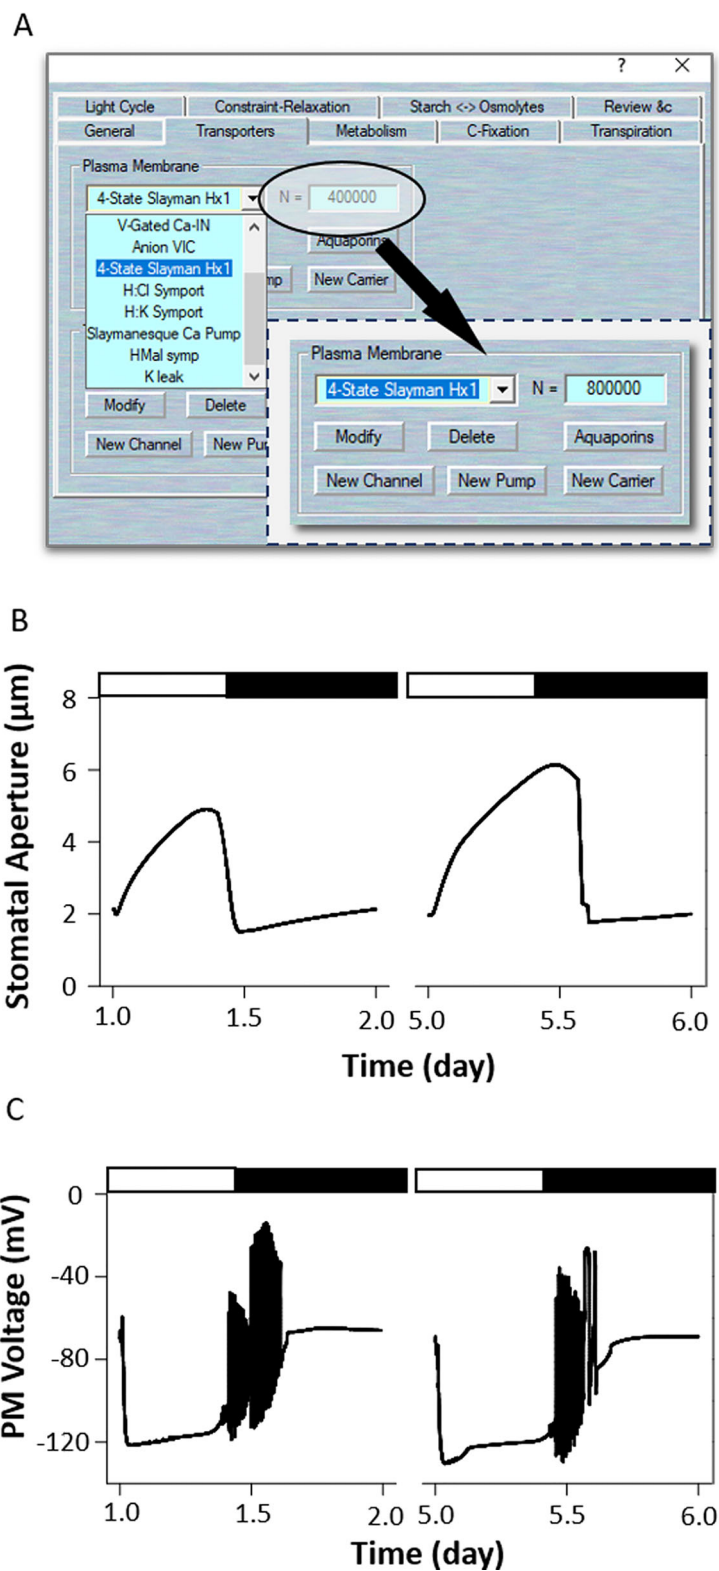 A
? ×
Light Cycle Constraint-Relaxation Starch <-> Osmolytes Review &c
General Transporters Metabolism C-Fixation Transpiration
Plasma Membrane
4-State Slayman Hx1 N = 400000
V-Gated Ca-IN
Anion VIC Aquaporins
4-State Slayman Hx1
H:Cl Symport mp New Carrier
H:K Symport
Slaymanesque Ca Pump
HMal symp
K leak
Modify Delete
New Channel New Pur
Plasma Membrane
4-State Slayman Hx1 N = 800000
Modify Delete Aquaporins
New Channel New Pump New Carrier
B
Stomatal Aperture (µm)
8
6
4
2
0
1.0 1.5 2.0 5.0 5.5 6.0
Time (day)
C
PM Voltage (mV)
0
-40
-80
-120
1.0 1.5 2.0 5.0 5.5 6.0
Time (day)